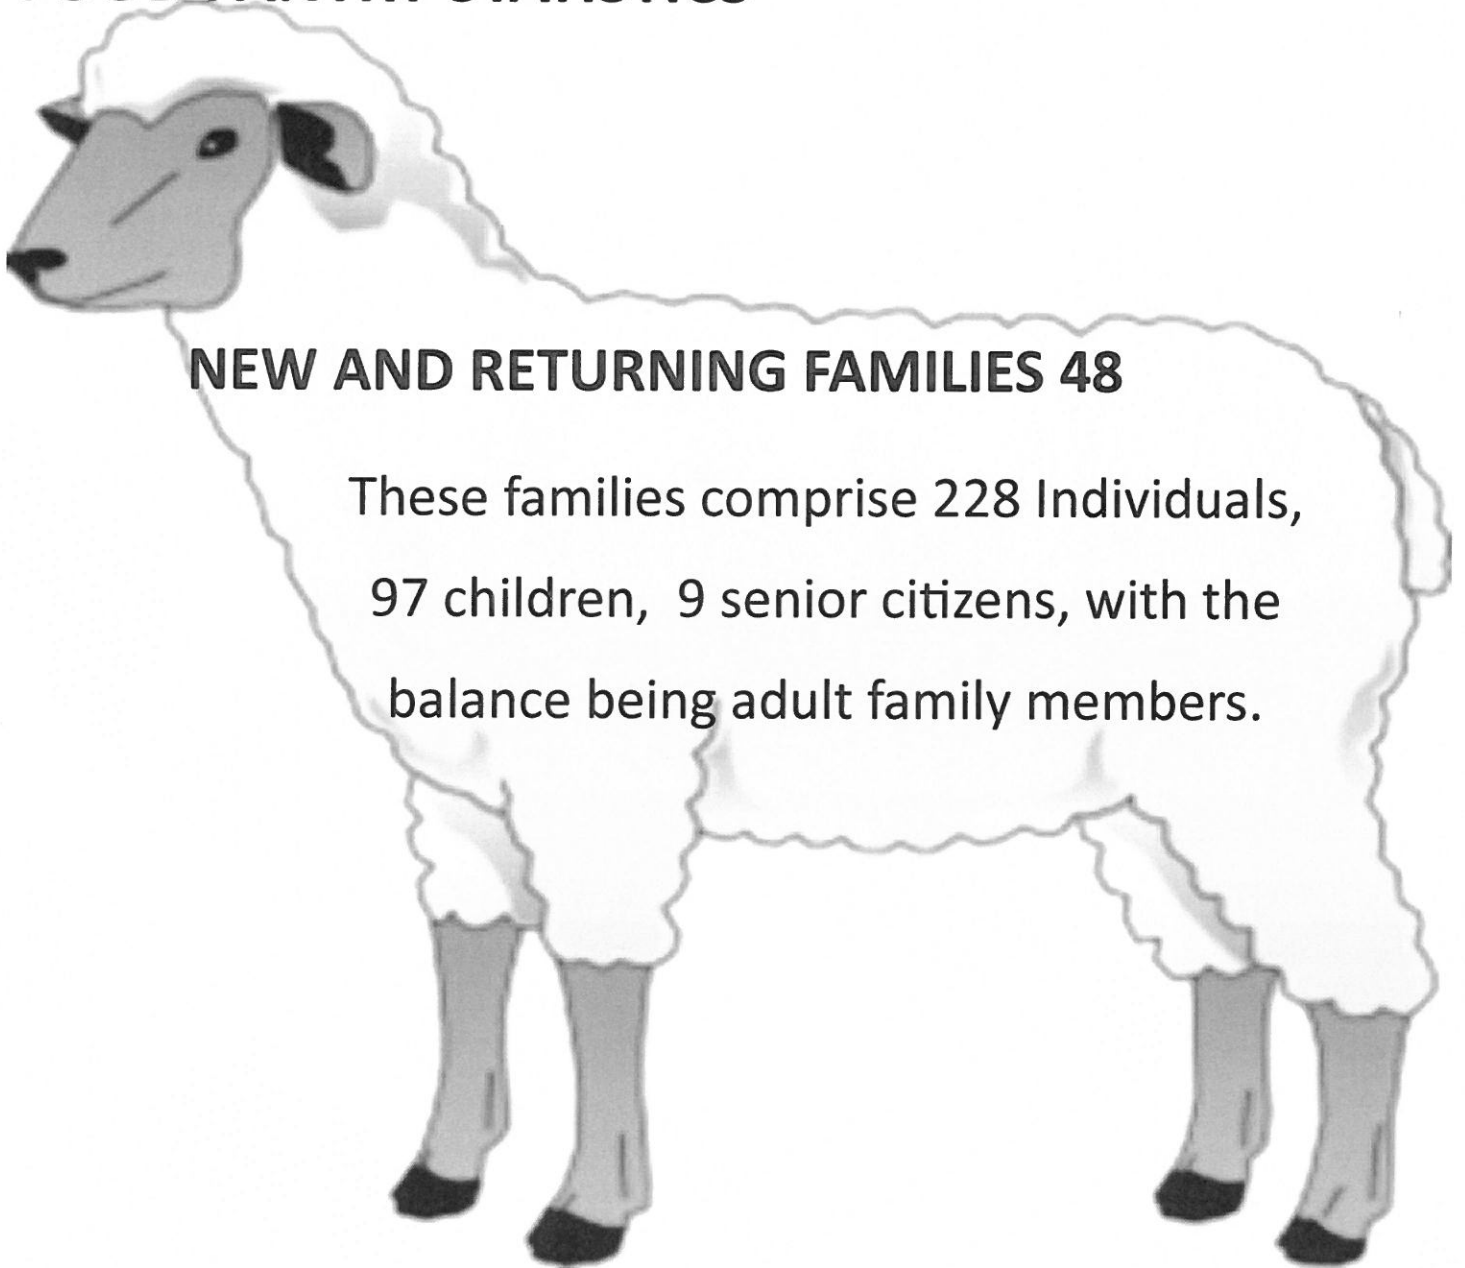 NEW AND RETURNING FAMILIES 48
These families comprise 228 Individuals,
97 children, 9 senior citizens, with the
balance being adult family members.